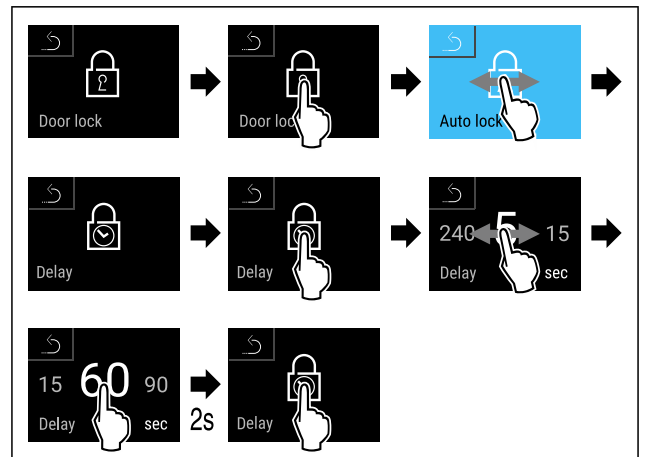 Door lock
Door loc
Auto lock
Delay
Delay
240 5 15
Delay sec
15 60 90
Delay sec
2s
Delay